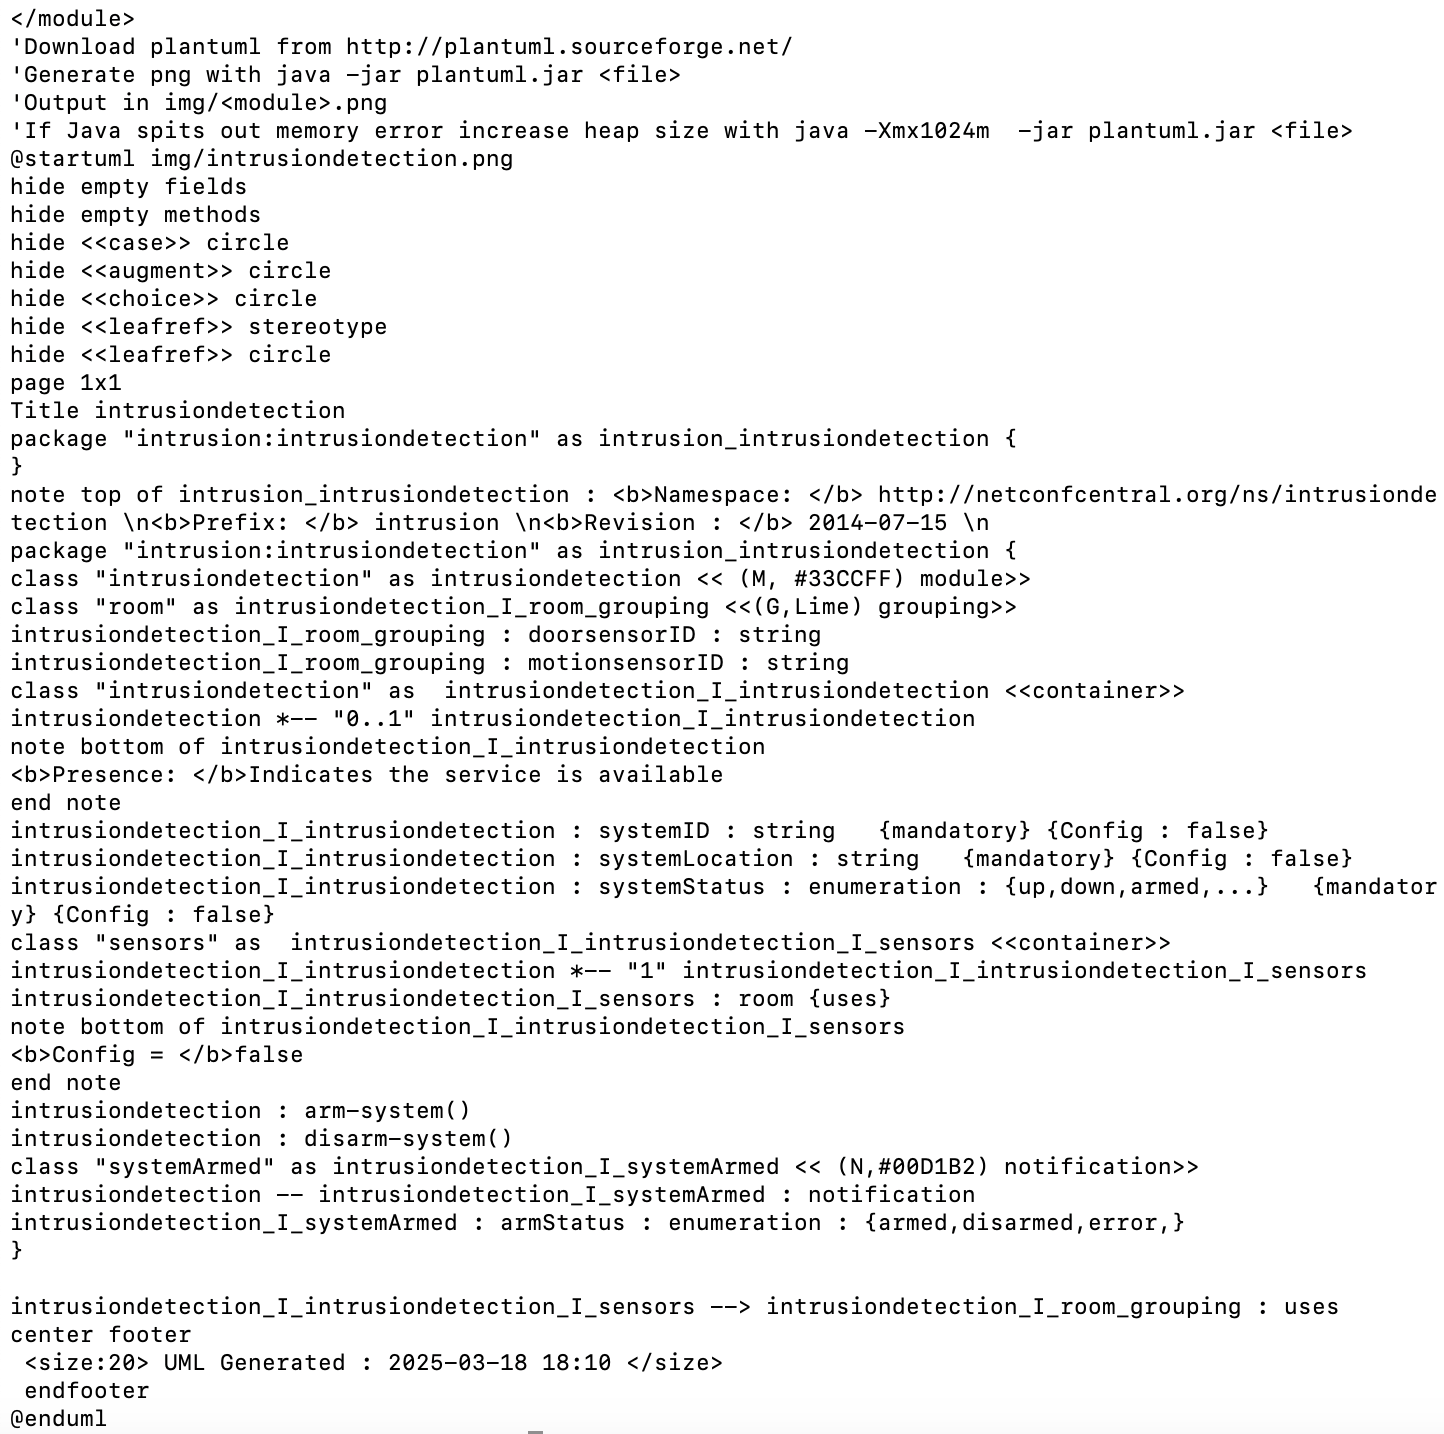 </module>
'Download plantuml from http://plantuml.sourceforge.net/
'Generate png with java -jar plantuml.jar <file>
'Output in img/<module>.png
'If Java spits out memory error increase heap size with java -Xmx1024m  -jar plantuml.jar <file>
@startuml img/intrusiondetection.png
hide empty fields
hide empty methods
hide <<case>> circle
hide <<augment>> circle
hide <<choice>> circle
hide <<leafref>> stereotype
hide <<leafref>> circle
page 1x1
Title intrusiondetection
package "intrusion:intrusiondetection" as intrusion_intrusiondetection {
}
note top of intrusion_intrusiondetection : <b>Namespace: </b> http://netconfcentral.org/ns/intrusionde
tection \n<b>Prefix: </b> intrusion \n<b>Revision : </b> 2014-07-15 \n
package "intrusion:intrusiondetection" as intrusion_intrusiondetection {
class "intrusiondetection" as intrusiondetection << (M, #33CCFF) module>>
class "room" as intrusiondetection_I_room_grouping <<(G,Lime) grouping>>
intrusiondetection_I_room_grouping : doorsensorID : string
intrusiondetection_I_room_grouping : motionsensorID : string
class "intrusiondetection" as  intrusiondetection_I_intrusiondetection <<container>>
intrusiondetection *-- "0..1" intrusiondetection_I_intrusiondetection
note bottom of intrusiondetection_I_intrusiondetection
<b>Presence: </b>Indicates the service is available
end note
intrusiondetection_I_intrusiondetection : systemID : string   {mandatory} {Config : false}
intrusiondetection_I_intrusiondetection : systemLocation : string   {mandatory} {Config : false}
intrusiondetection_I_intrusiondetection : systemStatus : enumeration : {up,down,armed,...}   {mandator
y} {Config : false}
class "sensors" as  intrusiondetection_I_intrusiondetection_I_sensors <<container>>
intrusiondetection_I_intrusiondetection *-- "1" intrusiondetection_I_intrusiondetection_I_sensors
intrusiondetection_I_intrusiondetection_I_sensors : room {uses}
note bottom of intrusiondetection_I_intrusiondetection_I_sensors
<b>Config = </b>false
end note
intrusiondetection : arm-system()
intrusiondetection : disarm-system()
class "systemArmed" as intrusiondetection_I_systemArmed << (N,#00D1B2) notification>>
intrusiondetection -- intrusiondetection_I_systemArmed : notification
intrusiondetection_I_systemArmed : armStatus : enumeration : {armed,disarmed,error,}
}

intrusiondetection_I_intrusiondetection_I_sensors --> intrusiondetection_I_room_grouping : uses
center footer
 <size:20> UML Generated : 2025-03-18 18:10 </size>
 endfooter
@enduml